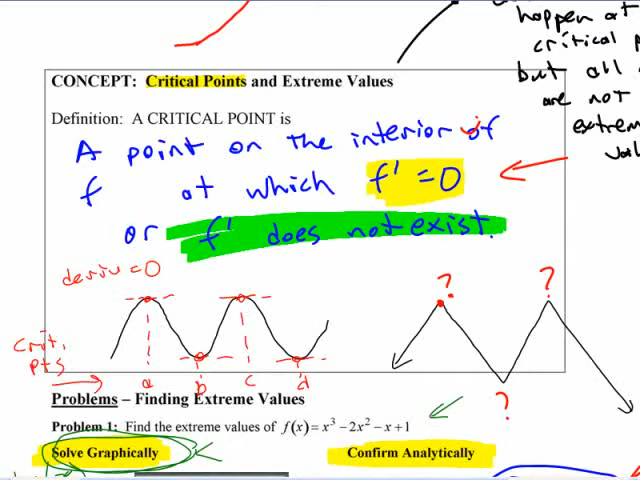 happen at
critical
but all
are not
extrem
CONCEPT: Critical Points and Extreme Values
Definition: A CRITICAL POINT is
A point on the interior of
f at which f' = 0
or f' does not exist.
deriv = 0
? ?
Crit.
pts
a b c d
?
Problems – Finding Extreme Values
Problem 1: Find the extreme values of f(x) = x³ − 2x² − x + 1
Solve Graphically Confirm Analytically